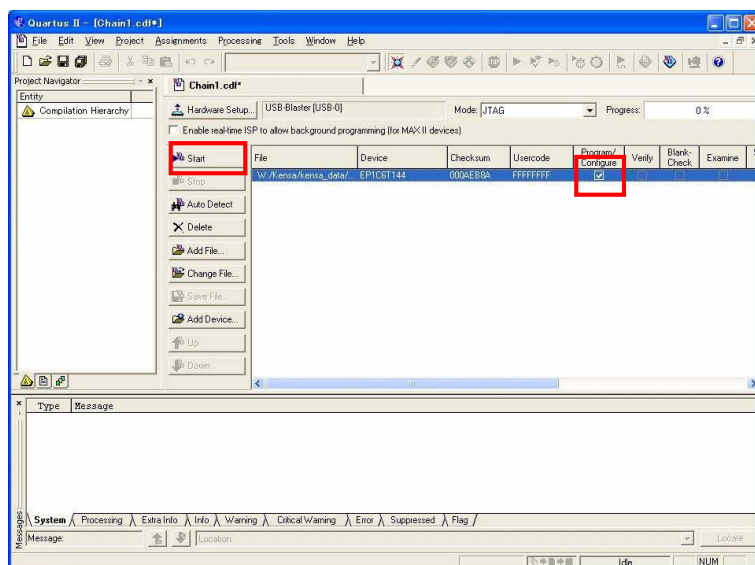 Quartus II - [Chain1.cdf*]
File Edit View Project Assignments Processing Tools Window Help
Project Navigator
Chain1.cdf*
Entity
Compilation Hierarchy
Hardware Setup... USB-Blaster [USB-0] Mode: JTAG Progress: 0 %
Enable real-time ISP to allow background programming (for MAX II devices)
Start
Stop
Auto Detect
Delete
Add File...
Change File...
Save File...
Add Device...
Up
Down
File Device Checksum Usercode Program/Configure Verify Blank-Check Examine
W:/Kensa/kensa_data/... EP1C6T144 000AEB8A FFFFFFFF
Type Message
System Processing Extra Info Info Warning Critical Warning Error Suppressed Flag
Messages
Message: Location: Locate
Idle NUM